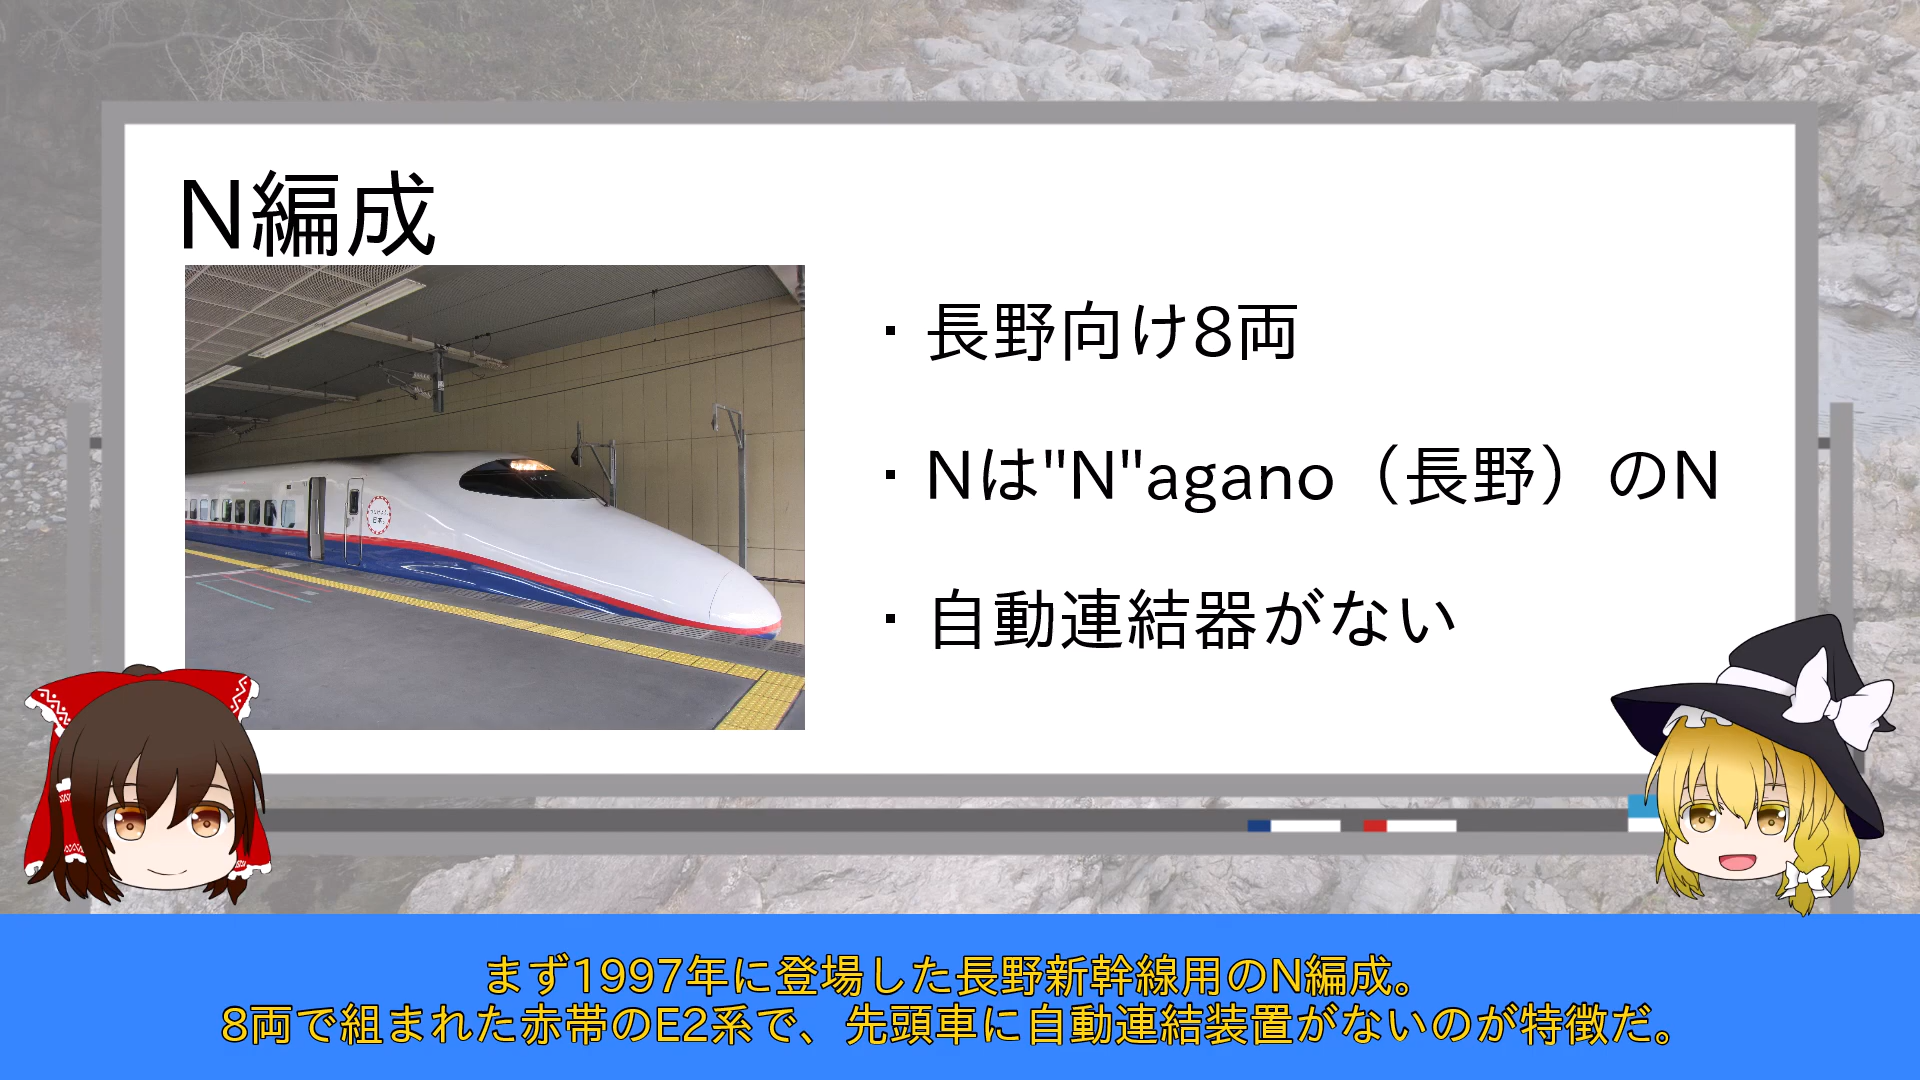 N編成
・長野向け8両
・Nは"N"agano（長野）のN
・自動連結器がない
まず1997年に登場した長野新幹線用のN編成。
8両で組まれた赤帯のE2系で、先頭車に自動連結装置がないのが特徴だ。